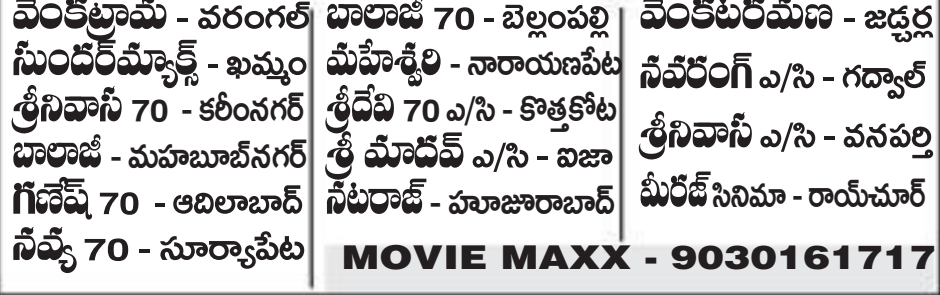 వెంకట్రామ - వరంగల్
సుందర్‌మ్యాక్స్ - ఖమ్మం
శ్రీనివాస 70 - కరీంనగర్
బాలాజీ - మహబూబ్‌నగర్
గణేష్ 70 - ఆదిలాబాద్
నవ్య 70 - సూర్యాపేట
బాలాజీ 70 - బెల్లంపల్లి
మహేశ్వరి - నారాయణపేట
శ్రీదేవి 70 ఎ/సి - కొత్తకోట
శ్రీ మాధవ్ ఎ/సి - ఐజా
నటరాజ్ - హుజూరాబాద్
వెంకటరమణ - జడ్చర్ల
నవరంగ్ ఎ/సి - గద్వాల్
శ్రీనివాస ఎ/సి - వనపర్తి
మీరజ్ సినిమా - రాయ్‌చూర్
MOVIE MAXX - 9030161717